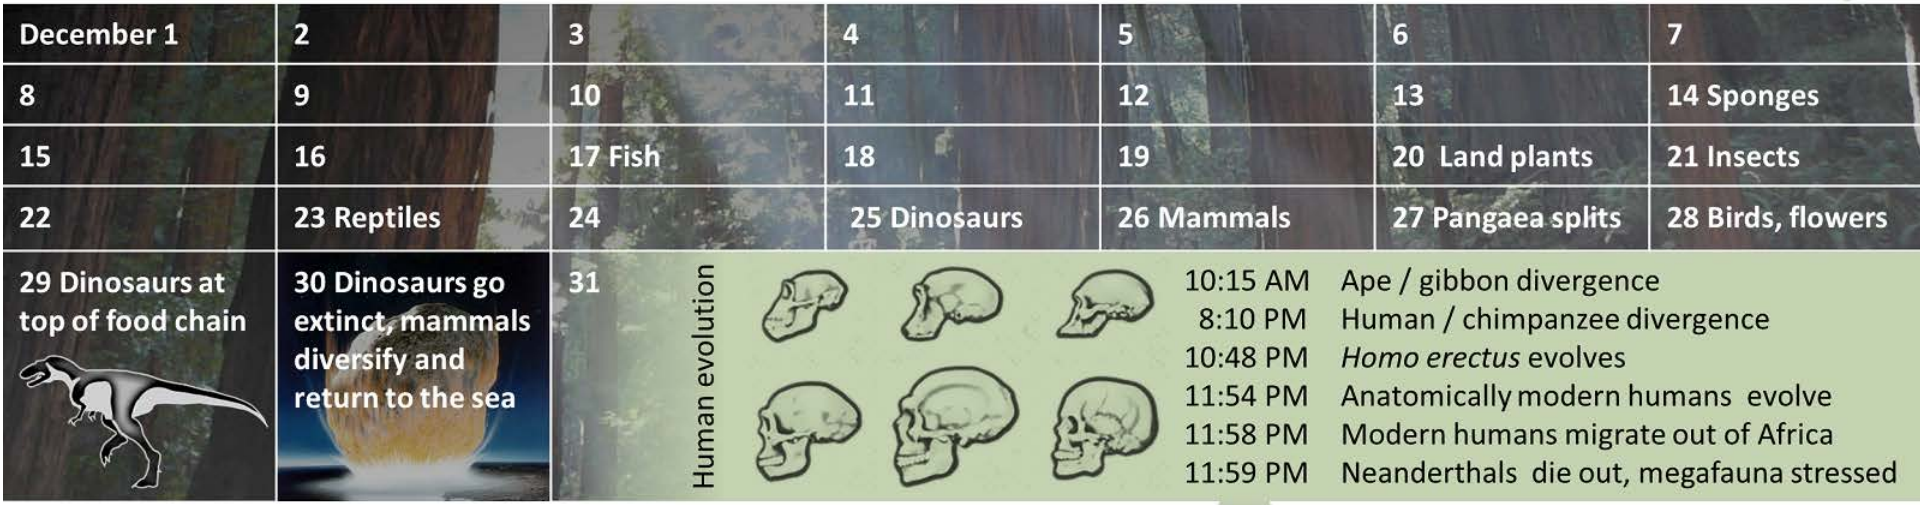 December 1
2
3
4
5
6
7
8
9
10
11
12
13
14 Sponges
15
16
17 Fish
18
19
20 Land plants
21 Insects
22
23 Reptiles
24
25 Dinosaurs
26 Mammals
27 Pangaea splits
28 Birds, flowers
29 Dinosaurs at
top of food chain
30 Dinosaurs go
extinct, mammals
diversify and
return to the sea
31
Human evolution
10:15 AM Ape / gibbon divergence
8:10 PM Human / chimpanzee divergence
10:48 PM Homo erectus evolves
11:54 PM Anatomically modern humans evolve
11:58 PM Modern humans migrate out of Africa
11:59 PM Neanderthals die out, megafauna stressed